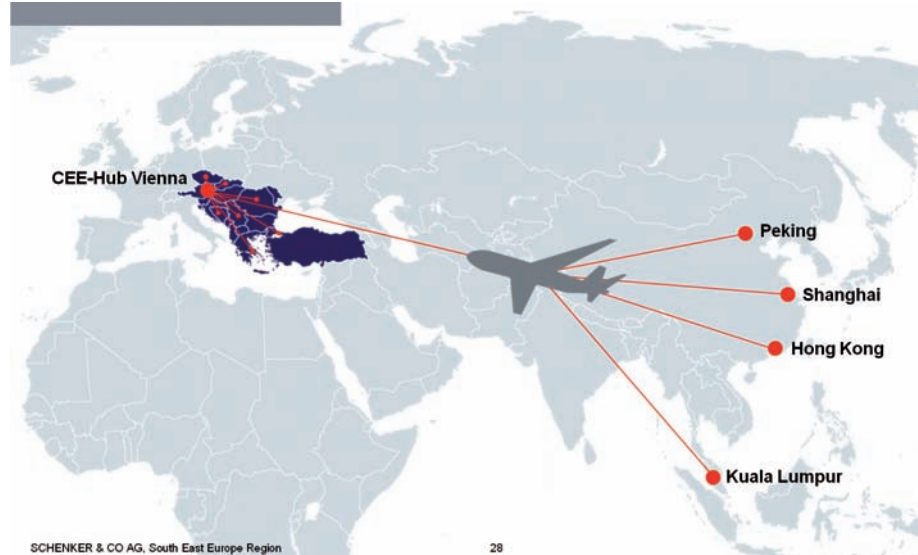 CEE-Hub Vienna
Peking
Shanghai
Hong Kong
Kuala Lumpur
SCHENKER & CO AG, South East Europe Region
28